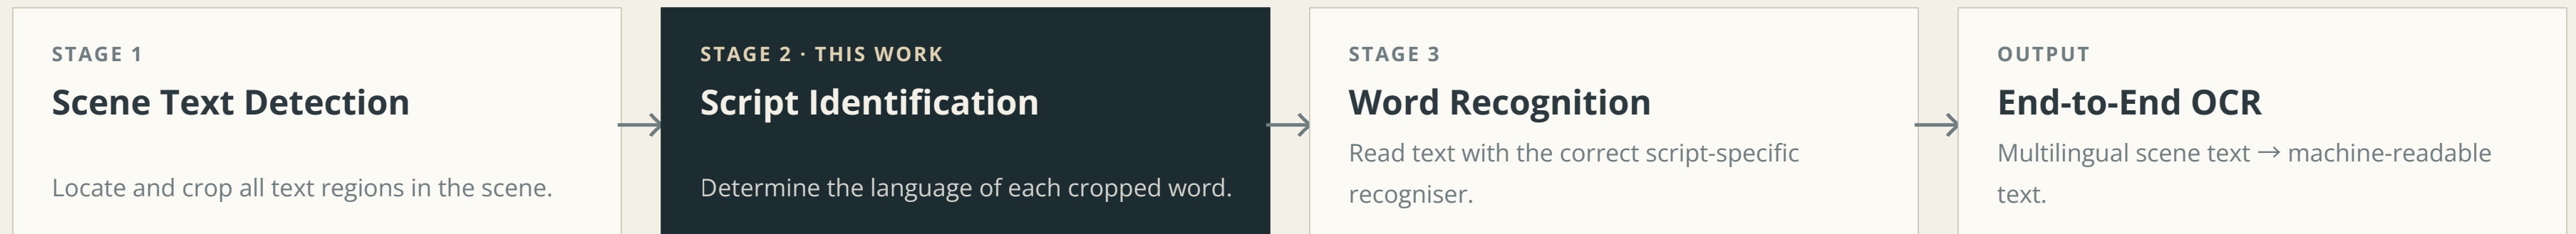 STAGE 1
Scene Text Detection
Locate and crop all text regions in the scene.
STAGE 2 · THIS WORK
Script Identification
Determine the language of each cropped word.
STAGE 3
Word Recognition
Read text with the correct script-specific
recogniser.
OUTPUT
End-to-End OCR
Multilingual scene text → machine-readable
text.